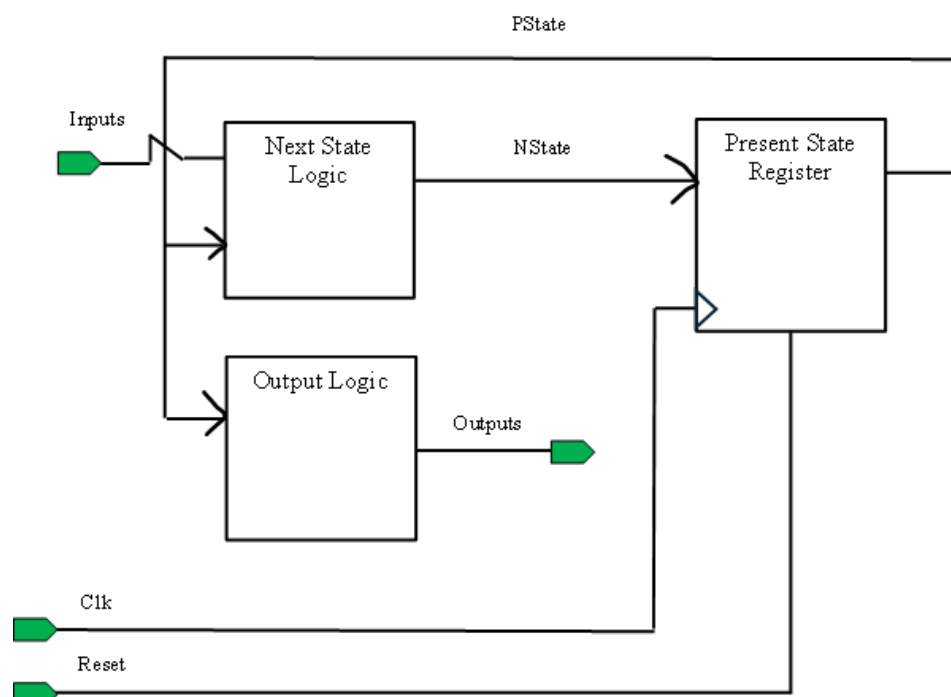 PState
Inputs
Next State
Logic
NState
Present State
Register
Output Logic
Outputs
Clk
Reset